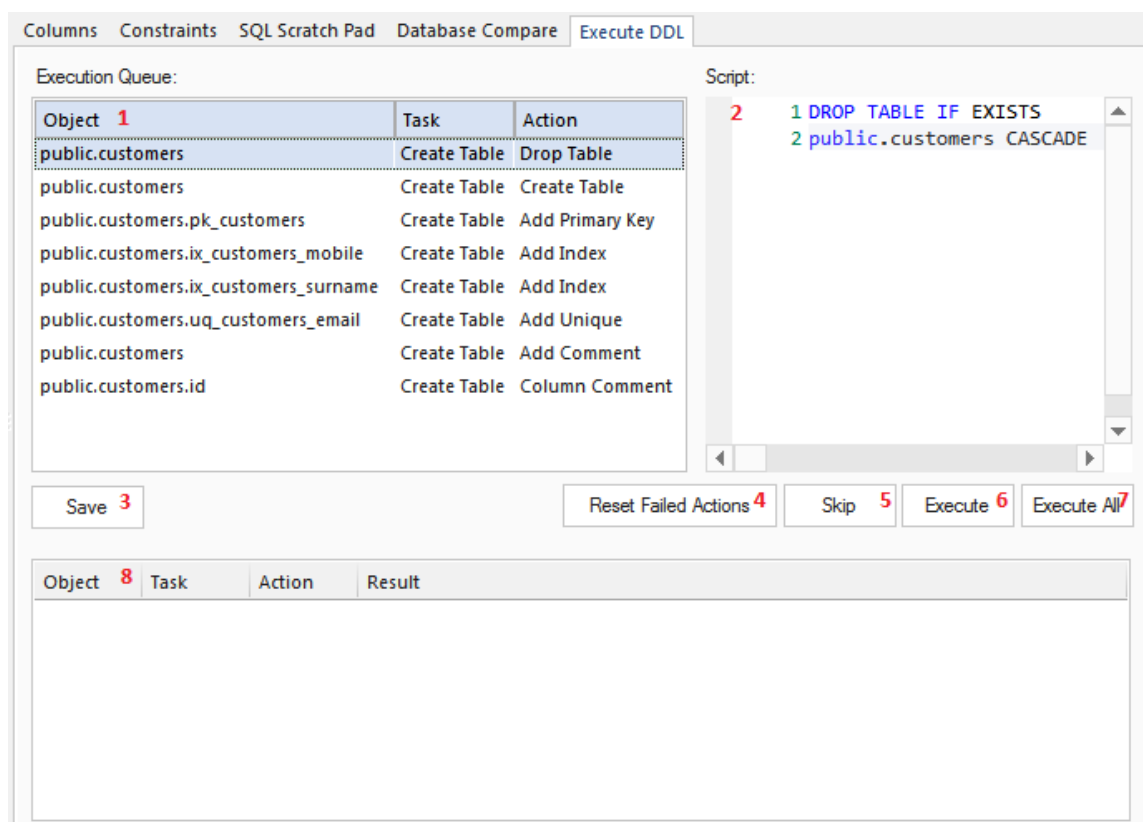 Columns Constraints SQL Scratch Pad Database Compare Execute DDL
Execution Queue: Script:
Object 1 Task Action
public.customers Create Table Drop Table
public.customers Create Table Create Table
public.customers.pk_customers Create Table Add Primary Key
public.customers.ix_customers_mobile Create Table Add Index
public.customers.ix_customers_surname Create Table Add Index
public.customers.uq_customers_email Create Table Add Unique
public.customers Create Table Add Comment
public.customers.id Create Table Column Comment
2 1 DROP TABLE IF EXISTS
2 public.customers CASCADE
Save 3 Reset Failed Actions 4 Skip 5 Execute 6 Execute All 7
Object 8 Task Action Result